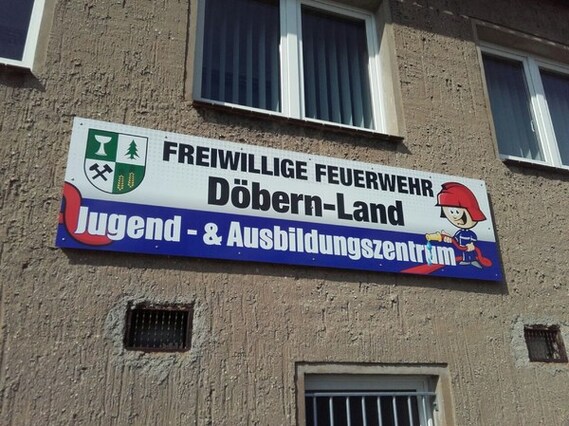 FREIWILLIGE FEUERWEHR
Döbern-Land
Jugend - & Ausbildungszentrum